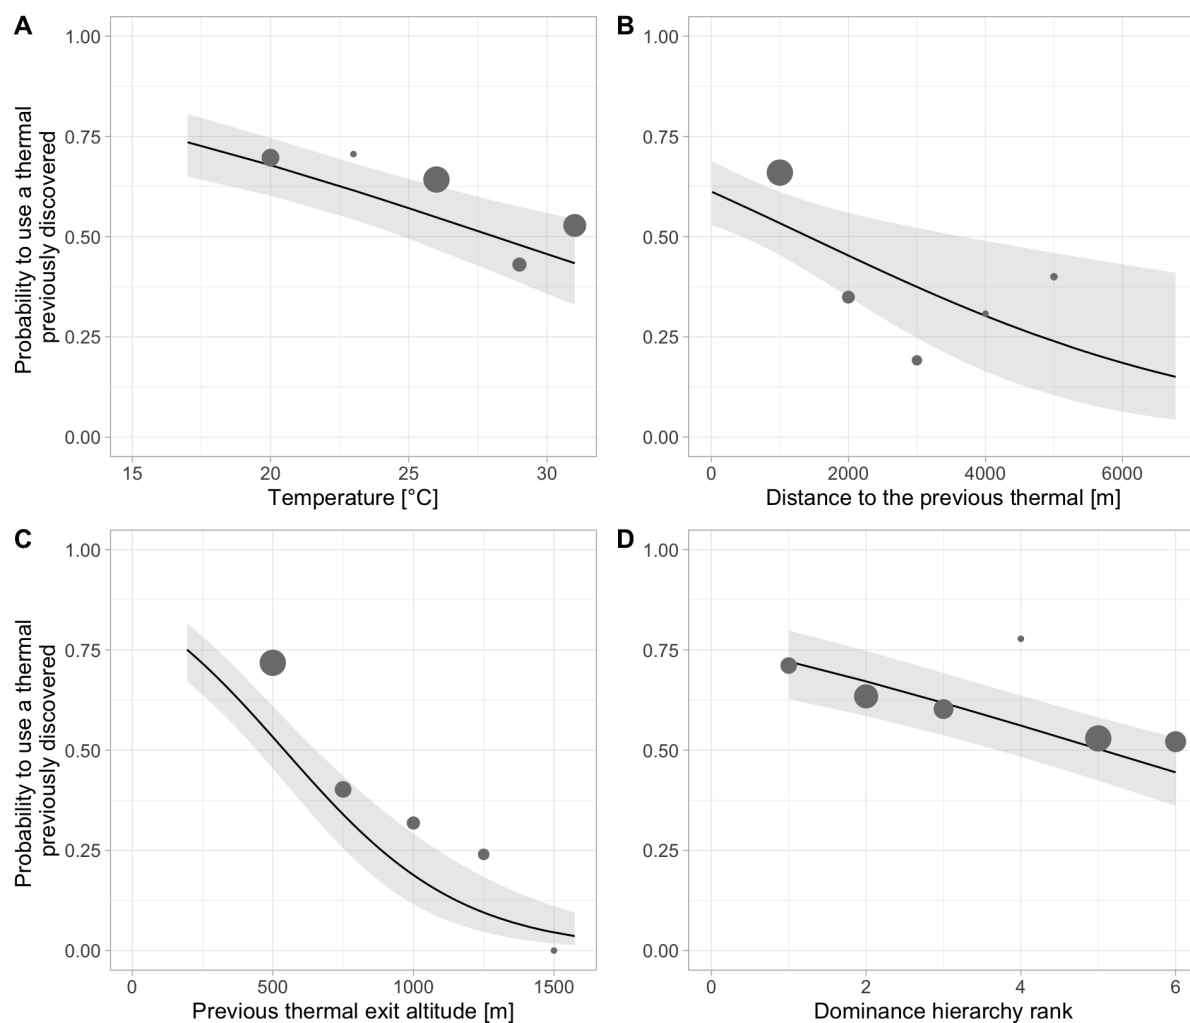 A
B
Probability to use a thermal
previously discovered
1.00
0.75
0.50
0.25
0.00
15 20 25 30
Temperature [°C]
1.00
0.75
0.50
0.25
0.00
0 2000 4000 6000
Distance to the previous thermal [m]
C
D
Probability to use a thermal
previously discovered
1.00
0.75
0.50
0.25
0.00
0 500 1000 1500
Previous thermal exit altitude [m]
1.00
0.75
0.50
0.25
0.00
0 2 4 6
Dominance hierarchy rank